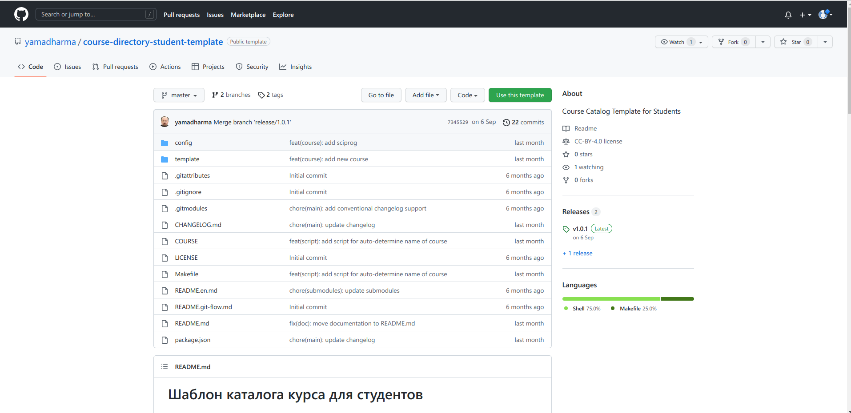 Search or jump to... /
Pull requests Issues Marketplace Explore
yamadharma / course-directory-student-template Public template
Watch 1 Fork 0 Star 0
Code Issues Pull requests Actions Projects Security Insights
master 2 branches 2 tags Go to file Add file Code Use this template
yamadharma Merge branch 'release/1.0.1' 7345529 on 6 Sep 22 commits
config feat(course): add sciprog last month
template feat(course): add new course last month
.gitattributes Initial commit 6 months ago
.gitignore Initial commit 6 months ago
.gitmodules chore(main): add conventional changelog support 6 months ago
CHANGELOG.md chore(main): update changelog last month
COURSE feat(script): add script for auto-determine name of course last month
LICENSE Initial commit 6 months ago
Makefile feat(script): add script for auto-determine name of course last month
README.en.md chore(submodules): update submodules 6 months ago
README.git-flow.md Initial commit 6 months ago
README.md fix(doc): move documentation to README.md last month
package.json chore(main): update changelog last month
README.md
Шаблон каталога курса для студентов
About
Course Catalog Template for Students
Readme
CC-BY-4.0 license
0 stars
1 watching
0 forks
Releases 2
v1.0.1 Latest
on 6 Sep
+ 1 release
Languages
Shell 75.0% Makefile 25.0%